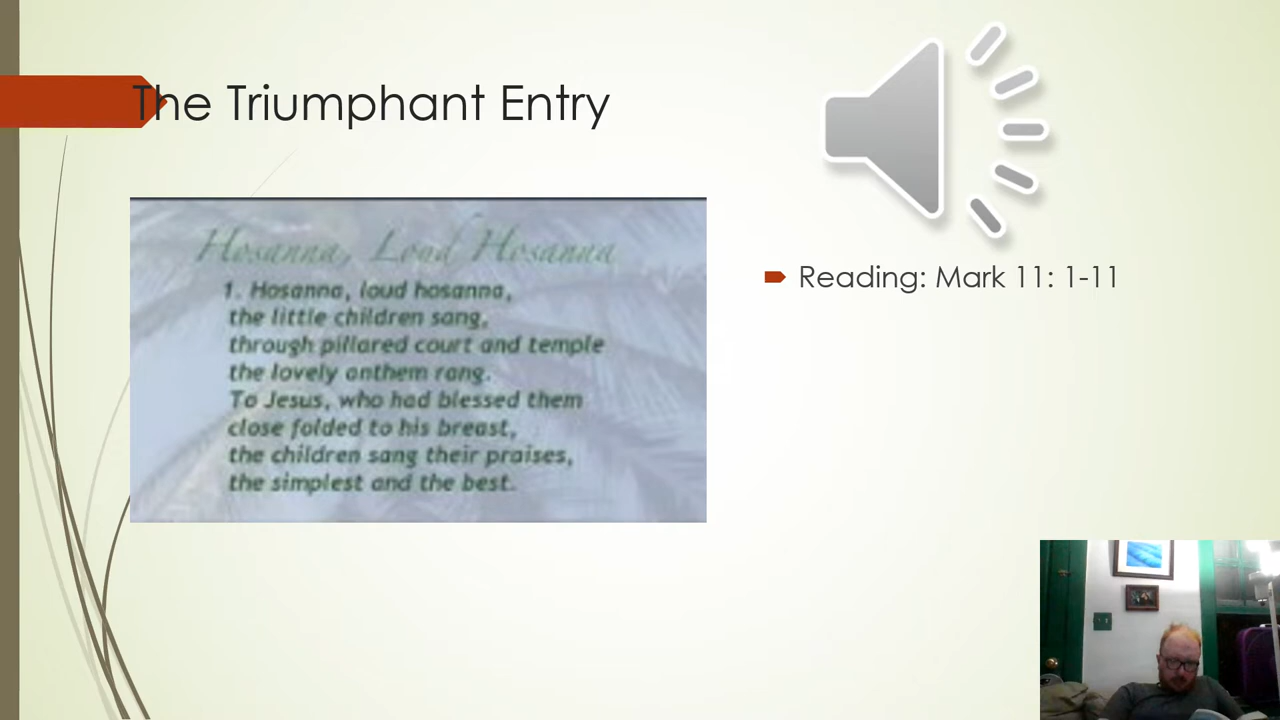 The Triumphant Entry
Hosanna, Loud Hosanna
1. Hosanna, loud hosanna,
the little children sang,
through pillared court and temple
the lovely anthem rang.
To Jesus, who had blessed them
close folded to his breast,
the children sang their praises,
the simplest and the best.
Reading: Mark 11: 1-11